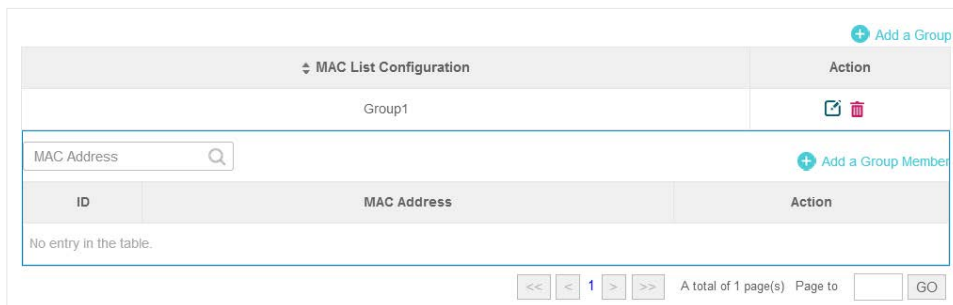 Add a Group
MAC List Configuration Action
Group1
MAC Address
Add a Group Member
ID MAC Address Action
No entry in the table.
<< < 1 > >> A total of 1 page(s) Page to GO